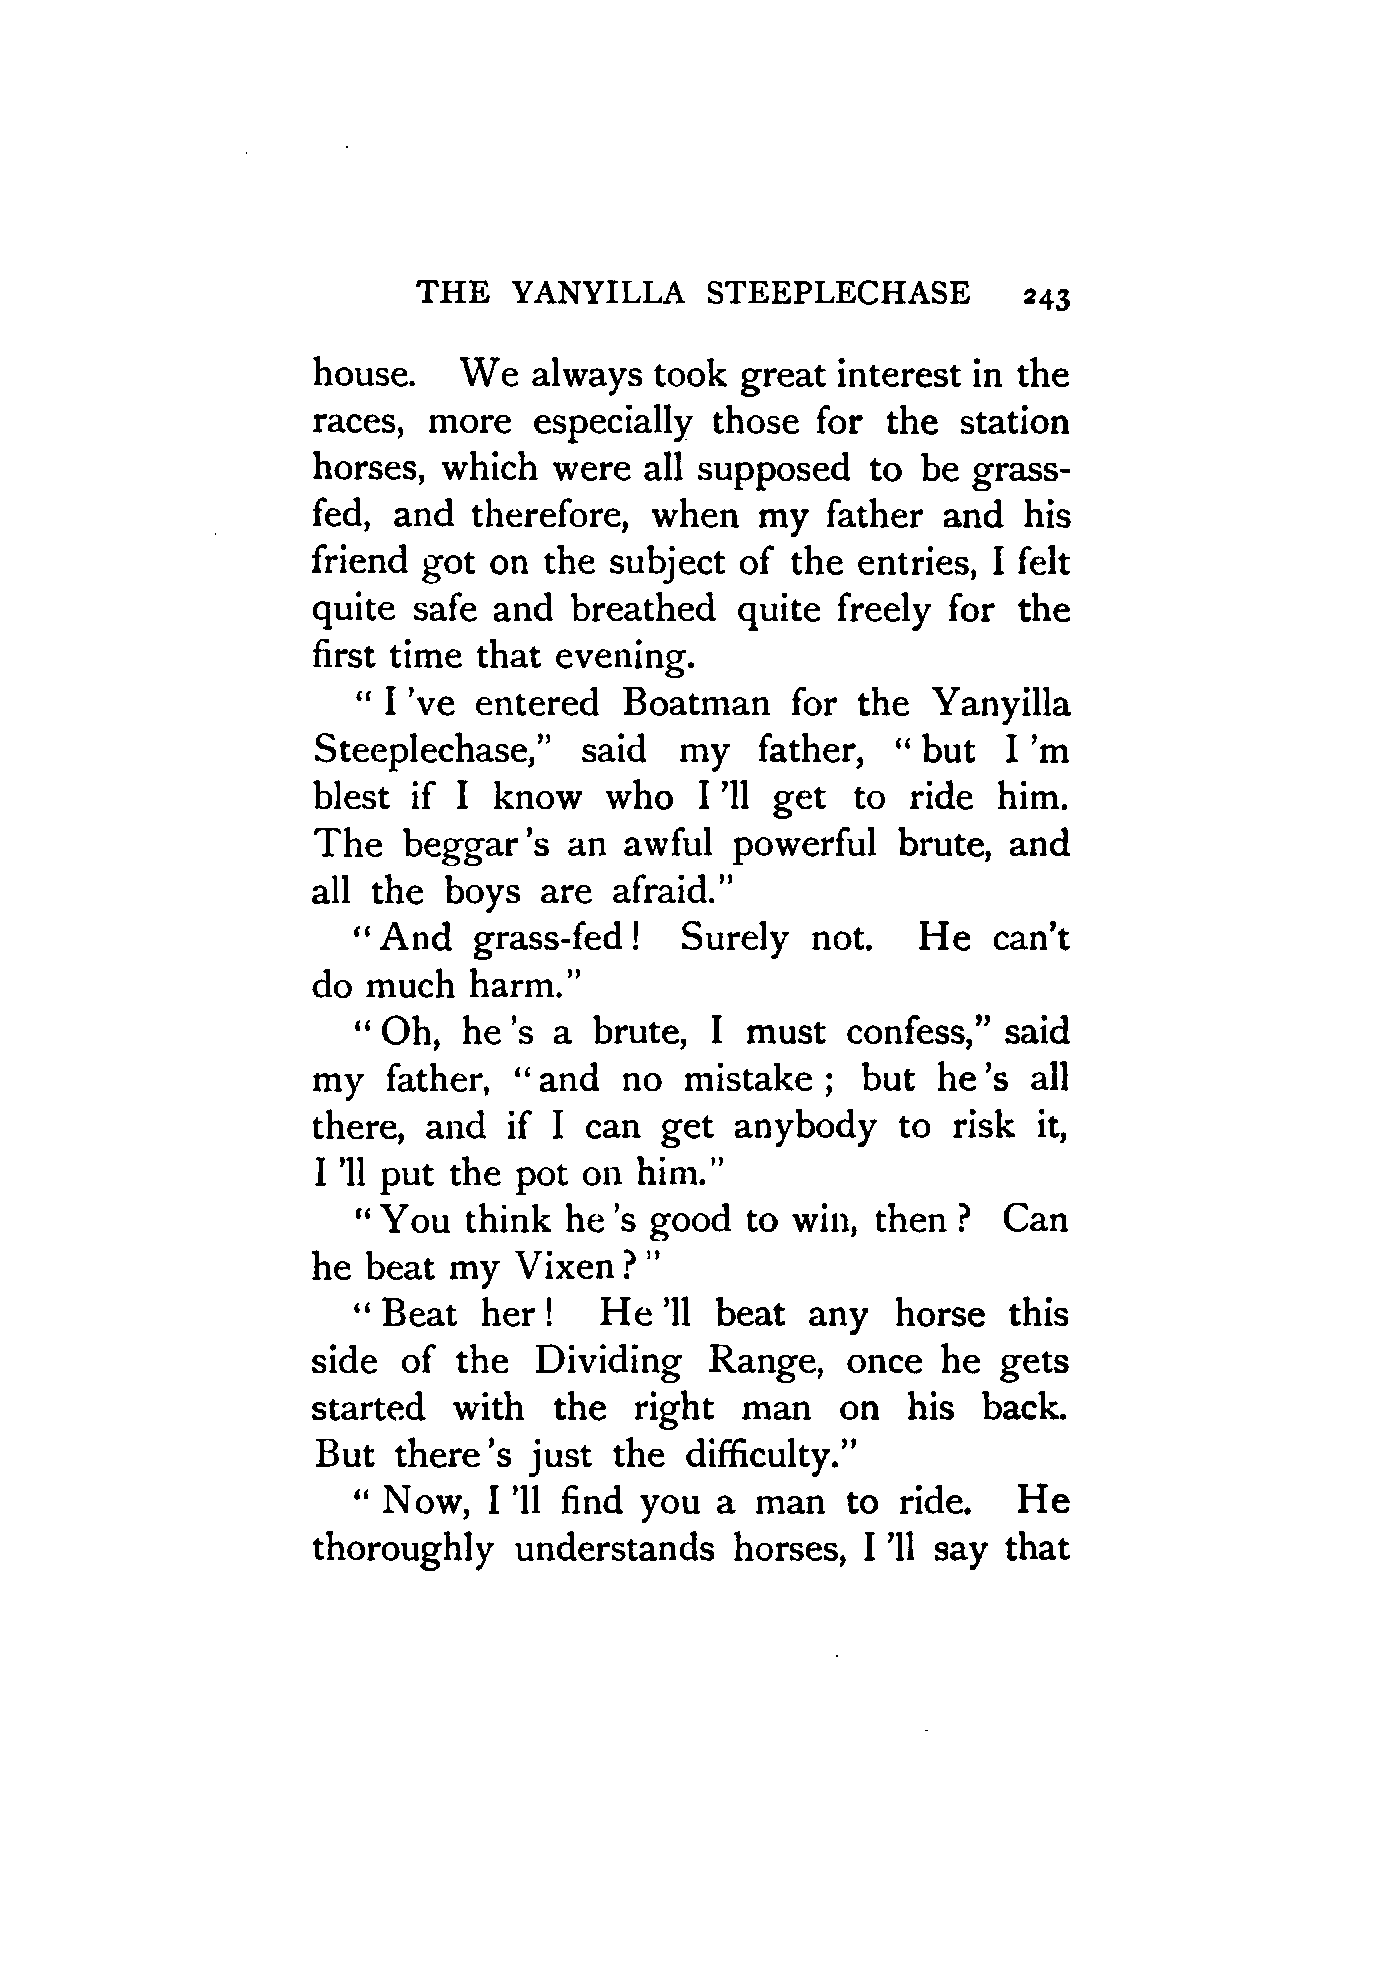 THE YANYILLA STEEPLECHASE 243
house. We always took great interest in the
races, more especially those for the station
horses, which were all supposed to be grass-
fed, and therefore, when my father and his
friend got on the subject of the entries, I felt
quite safe and breathed quite freely for the
first time that evening.
" I 've entered Boatman for the Yanyilla
Steeplechase," said my father, " but I 'm
blest if I know who I 'll get to ride him.
The beggar 's an awful powerful brute, and
all the boys are afraid."
" And grass-fed ! Surely not. He can't
do much harm."
" Oh, he 's a brute, I must confess," said
my father, " and no mistake ; but he 's all
there, and if I can get anybody to risk it,
I 'll put the pot on him."
" You think he 's good to win, then ? Can
he beat my Vixen ? "
" Beat her ! He 'll beat any horse this
side of the Dividing Range, once he gets
started with the right man on his back.
But there 's just the difficulty."
" Now, I 'll find you a man to ride. He
thoroughly understands horses, I 'll say that